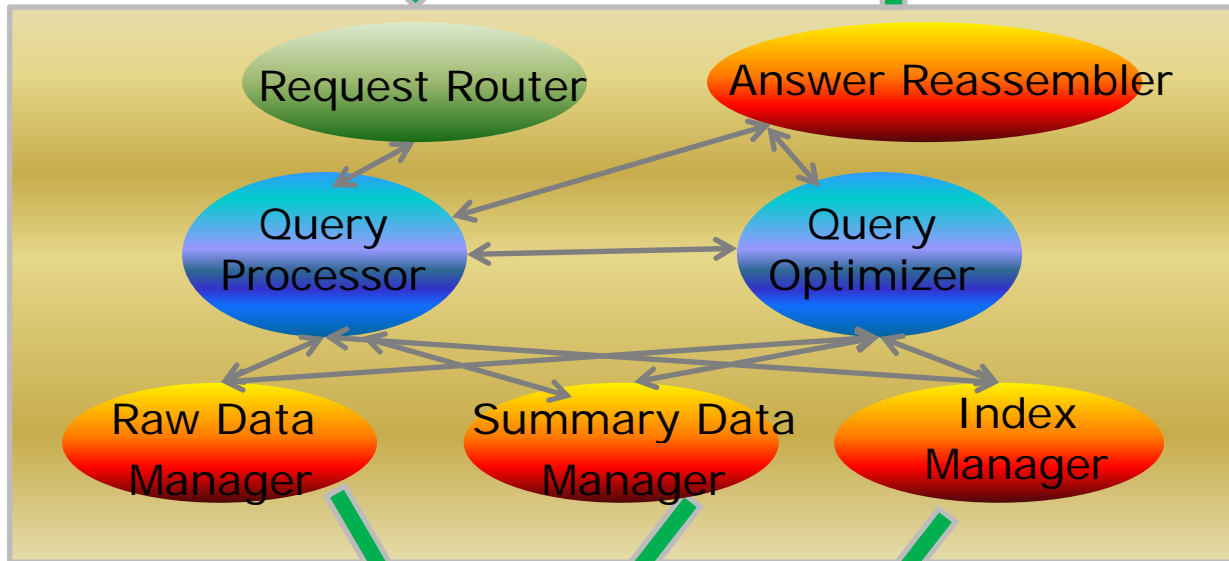 Request Router
Answer Reassembler
Query
Processor
Query
Optimizer
Raw Data
Manager
Summary Data
Manager
Index
Manager